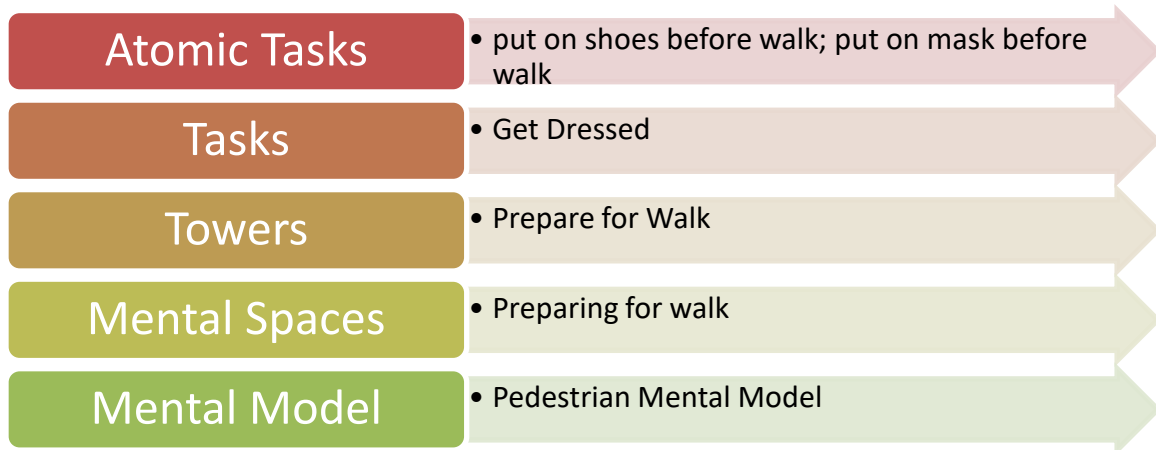 Atomic Tasks
• put on shoes before walk; put on mask before
walk
Tasks
• Get Dressed
Towers
• Prepare for Walk
Mental Spaces
• Preparing for walk
Mental Model
• Pedestrian Mental Model